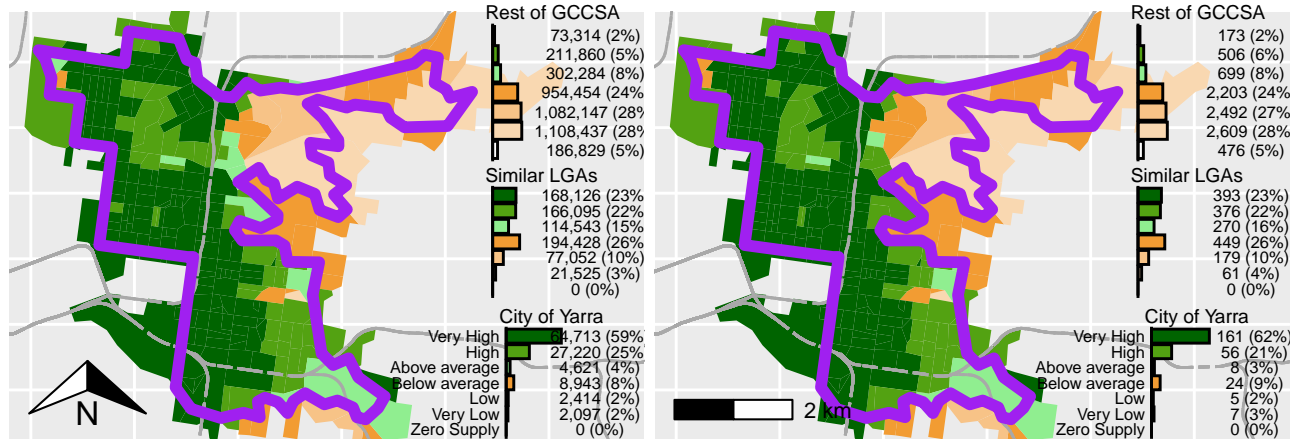 Rest of GCCSA
73,314 (2%)
211,860 (5%)
302,284 (8%)
954,454 (24%
1,082,147 (28%
1,108,437 (28%
186,829 (5%)
Similar LGAs
168,126 (23%
166,095 (22%
114,543 (15%
194,428 (26%
77,052 (10%
21,525 (3%)
0 (0%)
City of Yarra
Very High 64,713 (59%
High 27,220 (25%
Above average 4,621 (4%)
Below average 8,943 (8%)
Low 2,414 (2%)
Very Low 2,097 (2%)
Zero Supply 0 (0%)
N
Rest of GCCSA
173 (2%)
506 (6%)
699 (8%)
2,203 (24%
2,492 (27%
2,609 (28%
476 (5%)
Similar LGAs
393 (23%)
376 (22%)
270 (16%)
449 (26%)
179 (10%)
61 (4%)
0 (0%)
City of Yarra
Very High 161 (62%)
High 56 (21%)
Above average 8 (3%)
Below average 24 (9%)
Low 5 (2%)
Very Low 7 (3%)
Zero Supply 0 (0%)
2 km